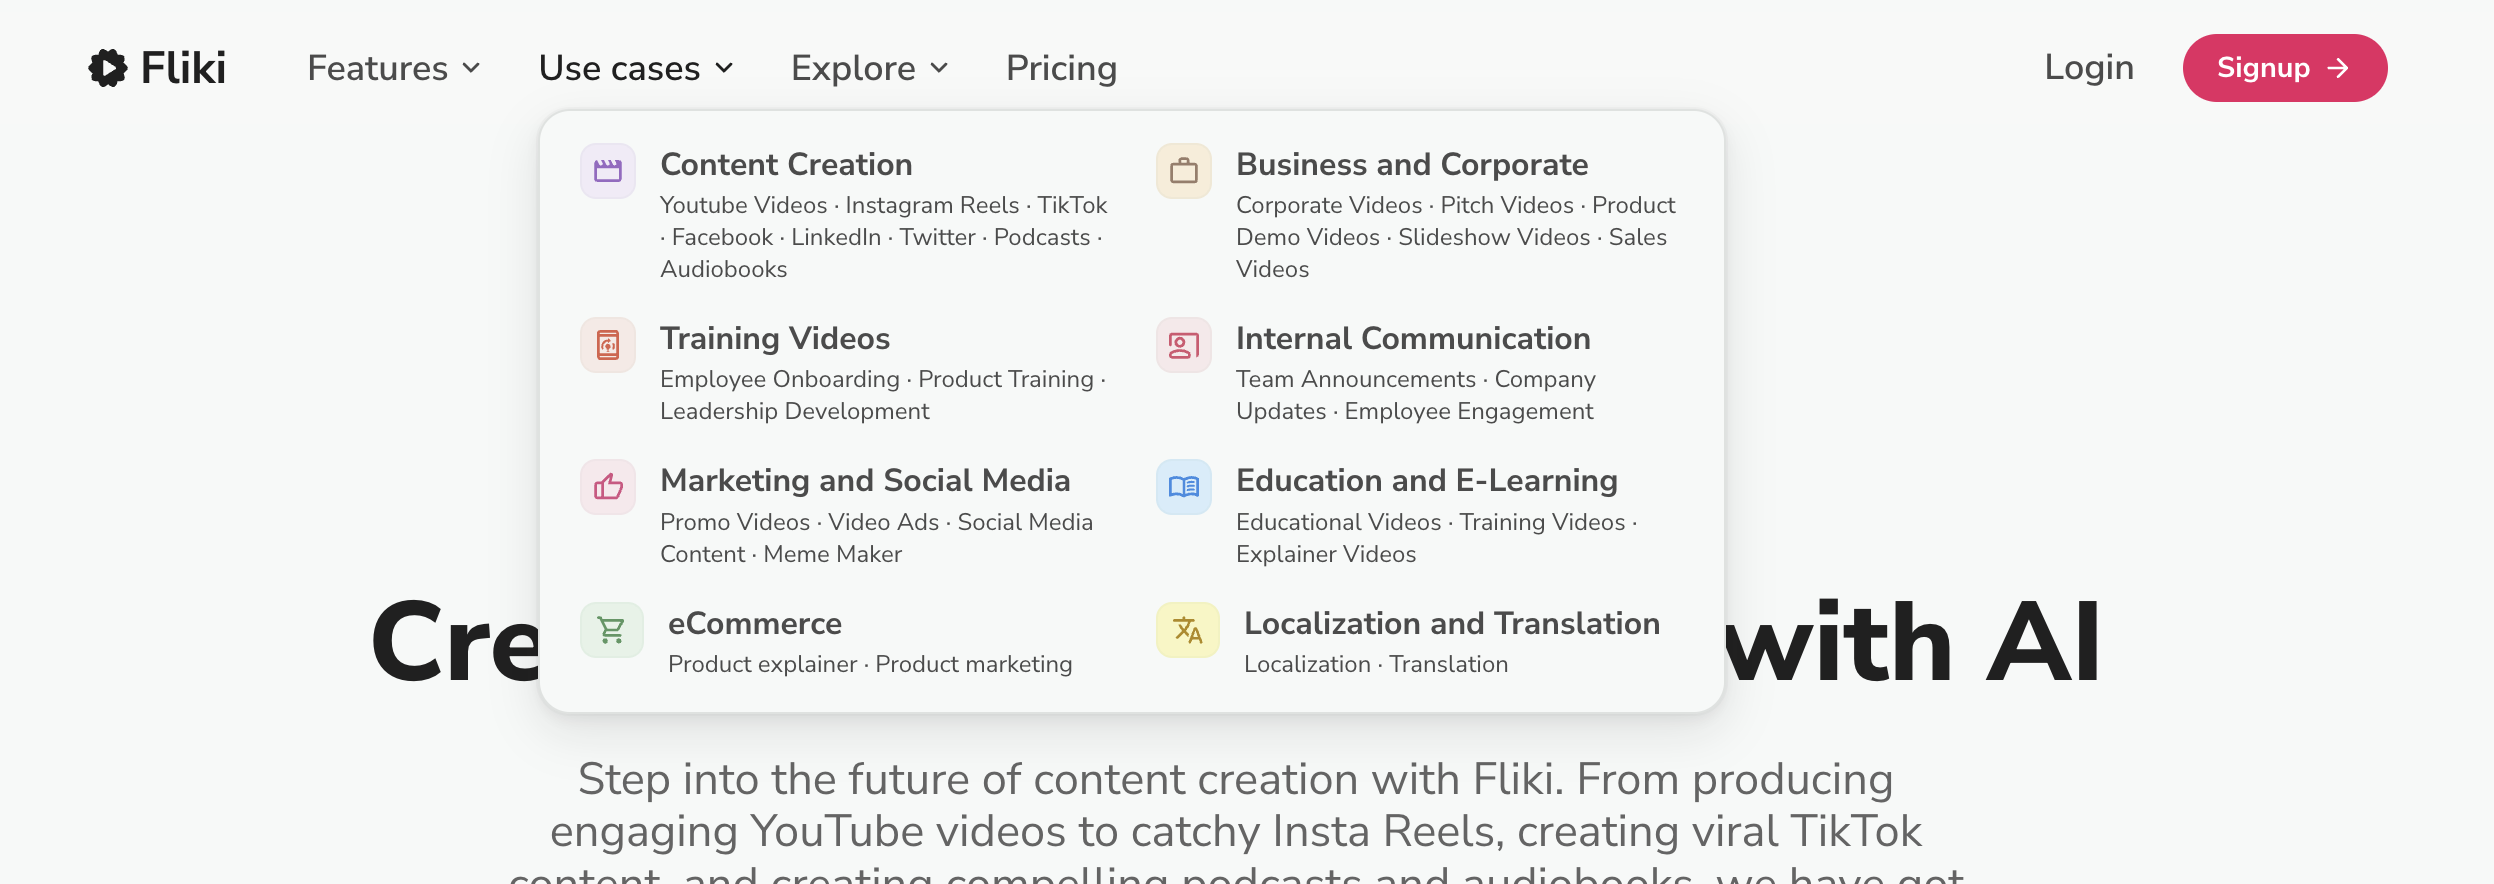 Fliki
Features
Use cases
Explore
Pricing
Login
Signup
Content Creation
Youtube Videos · Instagram Reels · TikTok
· Facebook · LinkedIn · Twitter · Podcasts ·
Audiobooks
Business and Corporate
Corporate Videos · Pitch Videos · Product
Demo Videos · Slideshow Videos · Sales
Videos
Training Videos
Employee Onboarding · Product Training ·
Leadership Development
Internal Communication
Team Announcements · Company
Updates · Employee Engagement
Marketing and Social Media
Promo Videos · Video Ads · Social Media
Content · Meme Maker
Education and E-Learning
Educational Videos · Training Videos ·
Explainer Videos
eCommerce
Product explainer · Product marketing
Localization and Translation
Localization · Translation
Cre with AI
Step into the future of content creation with Fliki. From producing
engaging YouTube videos to catchy Insta Reels, creating viral TikTok
content, and creating compelling podcasts and audiobooks, we have got